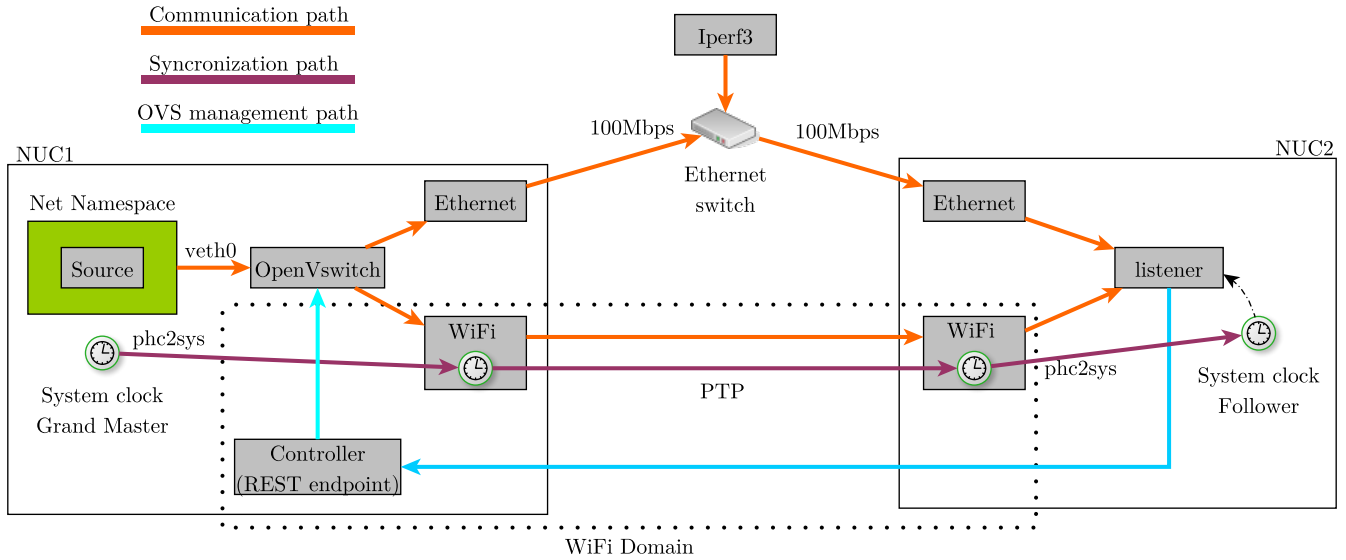 Communication path
Syncronization path
OVS management path
Iperf3
100Mbps
100Mbps
Ethernet
switch
NUC1
NUC2
Net Namespace
Source
veth0
OpenVswitch
Ethernet
Ethernet
listener
WiFi
WiFi
phc2sys
System clock
Grand Master
PTP
phc2sys
System clock
Follower
Controller
(REST endpoint)
WiFi Domain